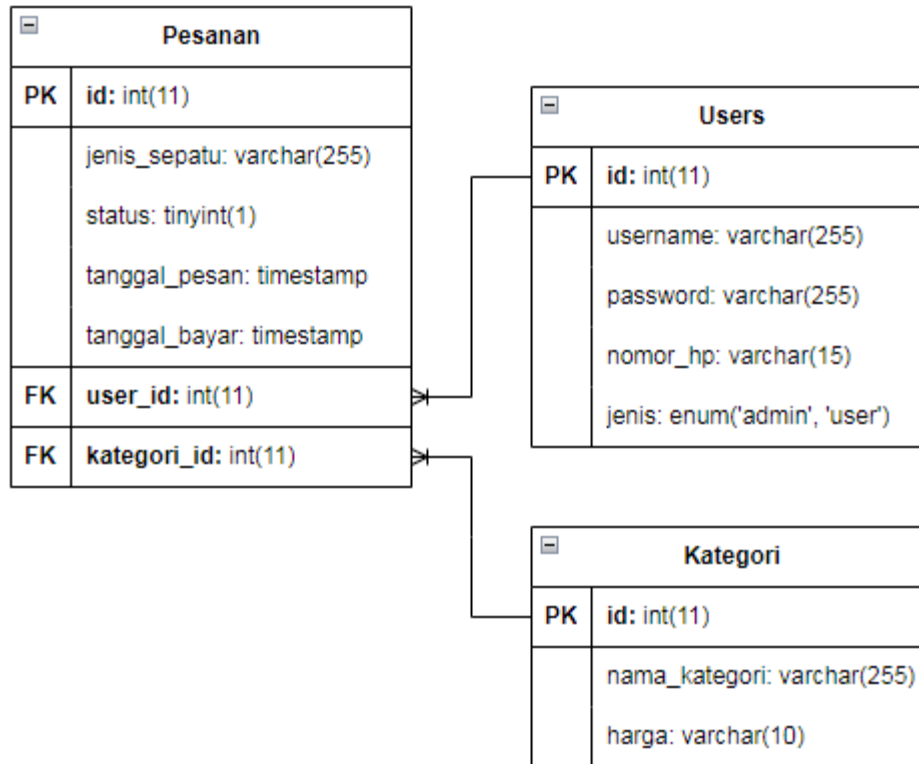 Pesanan
PK id: int(11)
jenis_sepatu: varchar(255)
status: tinyint(1)
tanggal_pesan: timestamp
tanggal_bayar: timestamp
FK user_id: int(11)
FK kategori_id: int(11)
Users
PK id: int(11)
username: varchar(255)
password: varchar(255)
nomor_hp: varchar(15)
jenis: enum('admin', 'user')
Kategori
PK id: int(11)
nama_kategori: varchar(255)
harga: varchar(10)